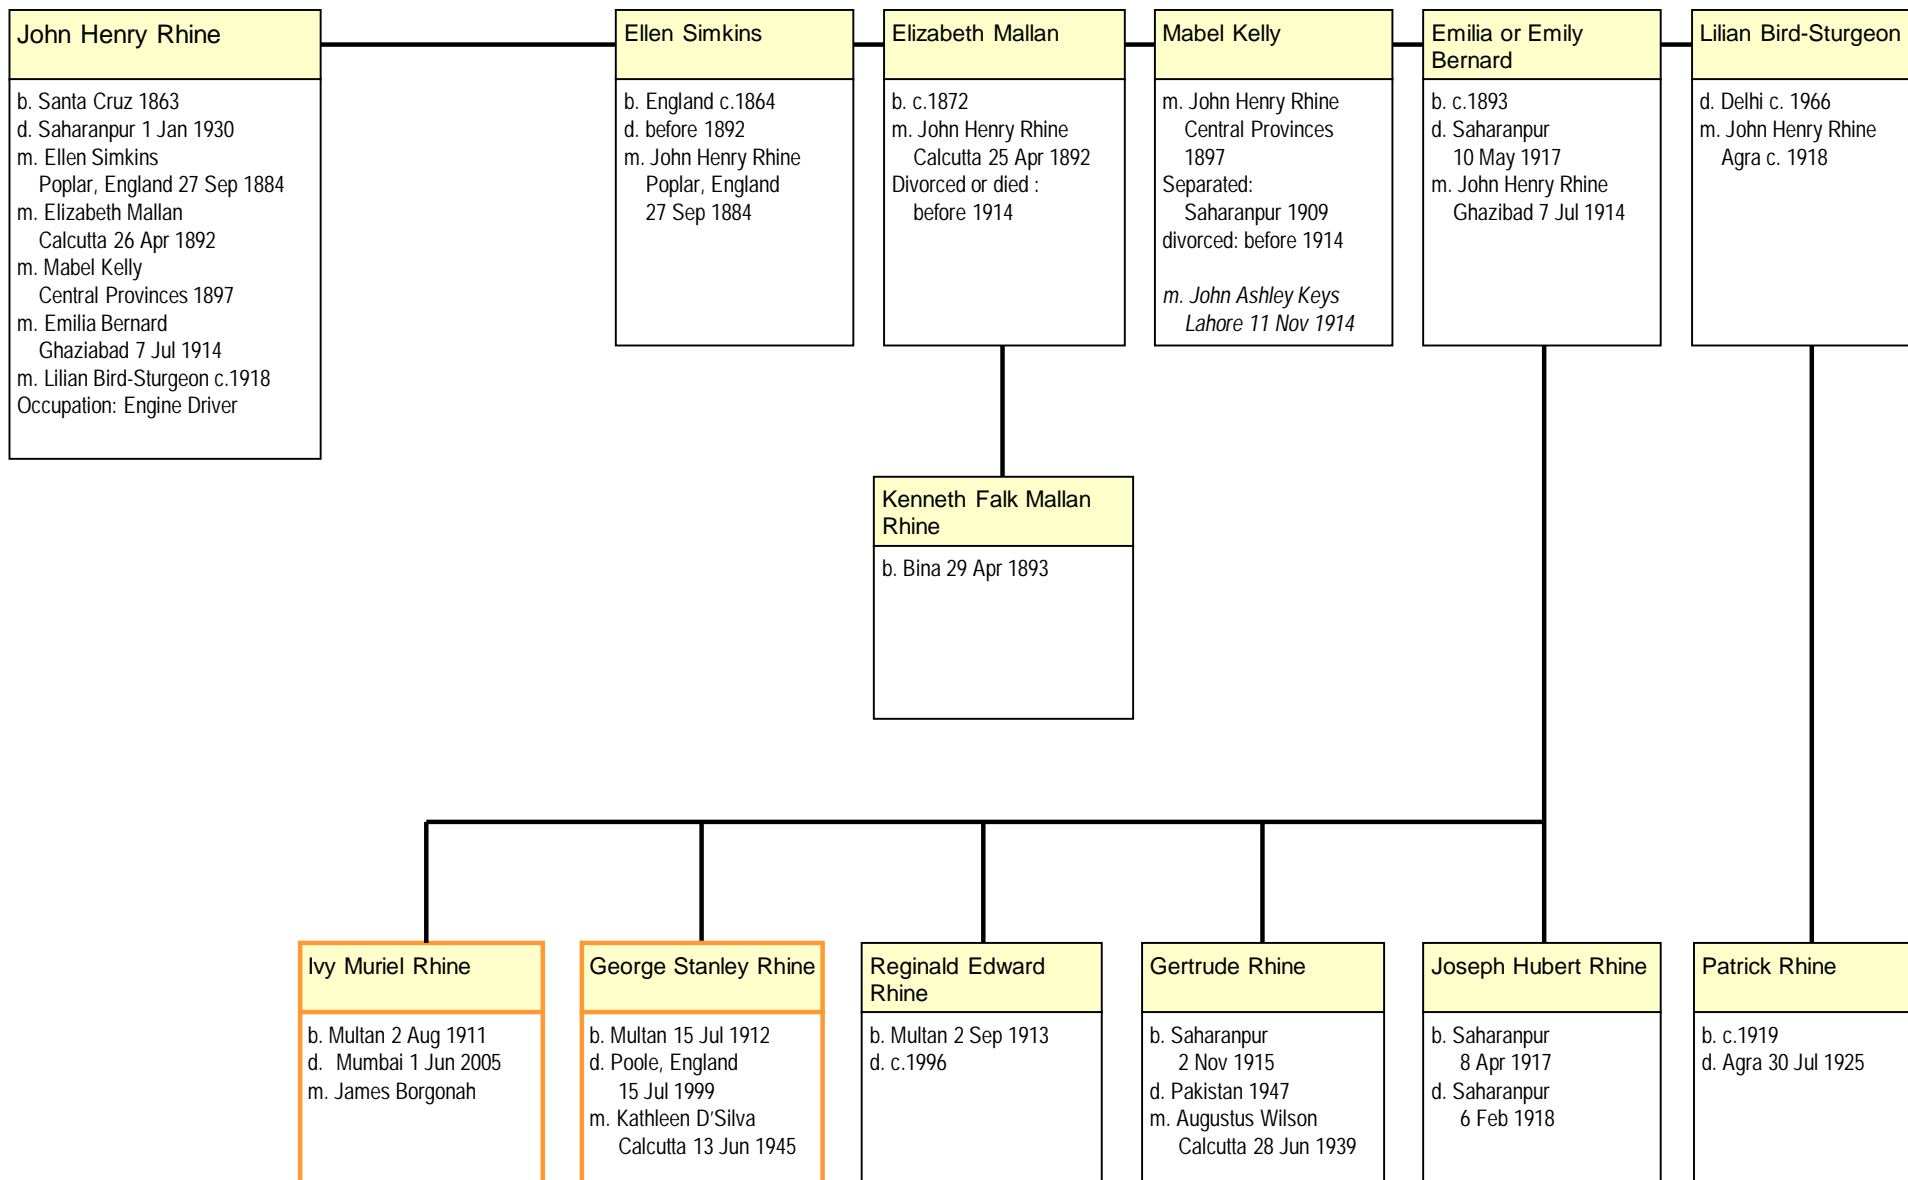 John Henry Rhine
b. Santa Cruz 1863
d. Saharanpur 1 Jan 1930
m. Ellen Simkins
Poplar, England 27 Sep 1884
m. Elizabeth Mallan
Calcutta 26 Apr 1892
m. Mabel Kelly
Central Provinces 1897
m. Emilia Bernard
Ghaziabad 7 Jul 1914
m. Lilian Bird-Sturgeon c.1918
Occupation: Engine Driver
Ellen Simkins
b. England c.1864
d. before 1892
m. John Henry Rhine
Poplar, England
27 Sep 1884
Elizabeth Mallan
b. c.1872
m. John Henry Rhine
Calcutta 25 Apr 1892
Divorced or died :
before 1914
Mabel Kelly
m. John Henry Rhine
Central Provinces
1897
Separated:
Saharanpur 1909
divorced: before 1914
m. John Ashley Keys
Lahore 11 Nov 1914
Emilia or Emily
Bernard
b. c.1893
d. Saharanpur
10 May 1917
m. John Henry Rhine
Ghazibad 7 Jul 1914
Lilian Bird-Sturgeon
d. Delhi c. 1966
m. John Henry Rhine
Agra c. 1918
Kenneth Falk Mallan
Rhine
b. Bina 29 Apr 1893
Ivy Muriel Rhine
b. Multan 2 Aug 1911
d. Mumbai 1 Jun 2005
m. James Borgonah
George Stanley Rhine
b. Multan 15 Jul 1912
d. Poole, England
15 Jul 1999
m. Kathleen D'Silva
Calcutta 13 Jun 1945
Reginald Edward
Rhine
b. Multan 2 Sep 1913
d. c.1996
Gertrude Rhine
b. Saharanpur
2 Nov 1915
d. Pakistan 1947
m. Augustus Wilson
Calcutta 28 Jun 1939
Joseph Hubert Rhine
b. Saharanpur
8 Apr 1917
d. Saharanpur
6 Feb 1918
Patrick Rhine
b. c.1919
d. Agra 30 Jul 1925